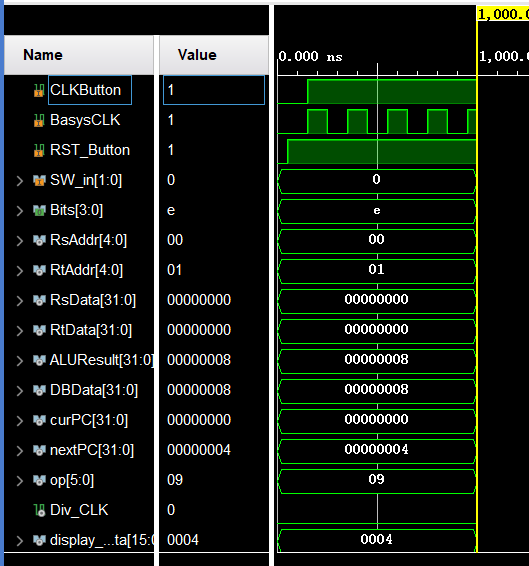 1,000.
Name Value 0.000 ns 1,000.
CLKButton 1
BasysCLK 1
RST_Button 1
SW_in[1:0] 0 0
Bits[3:0] e e
RsAddr[4:0] 00 00
RtAddr[4:0] 01 01
RsData[31:0] 00000000 00000000
RtData[31:0] 00000000 00000000
ALUResult[31:0] 00000008 00000008
DBData[31:0] 00000008 00000008
curPC[31:0] 00000000 00000000
nextPC[31:0] 00000004 00000004
op[5:0] 09 09
Div_CLK 0
display_...ta[15:0 0004 0004